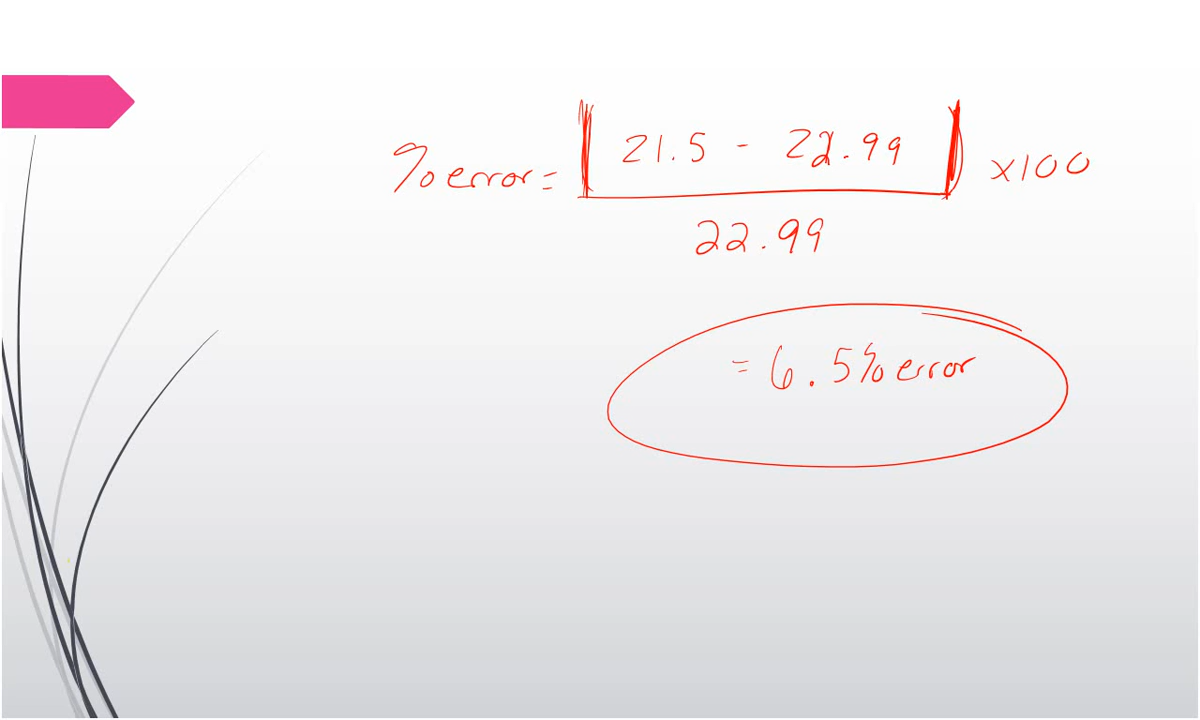 %error = | 21.5 - 22.99 | x100
22.99
= 6.5% error